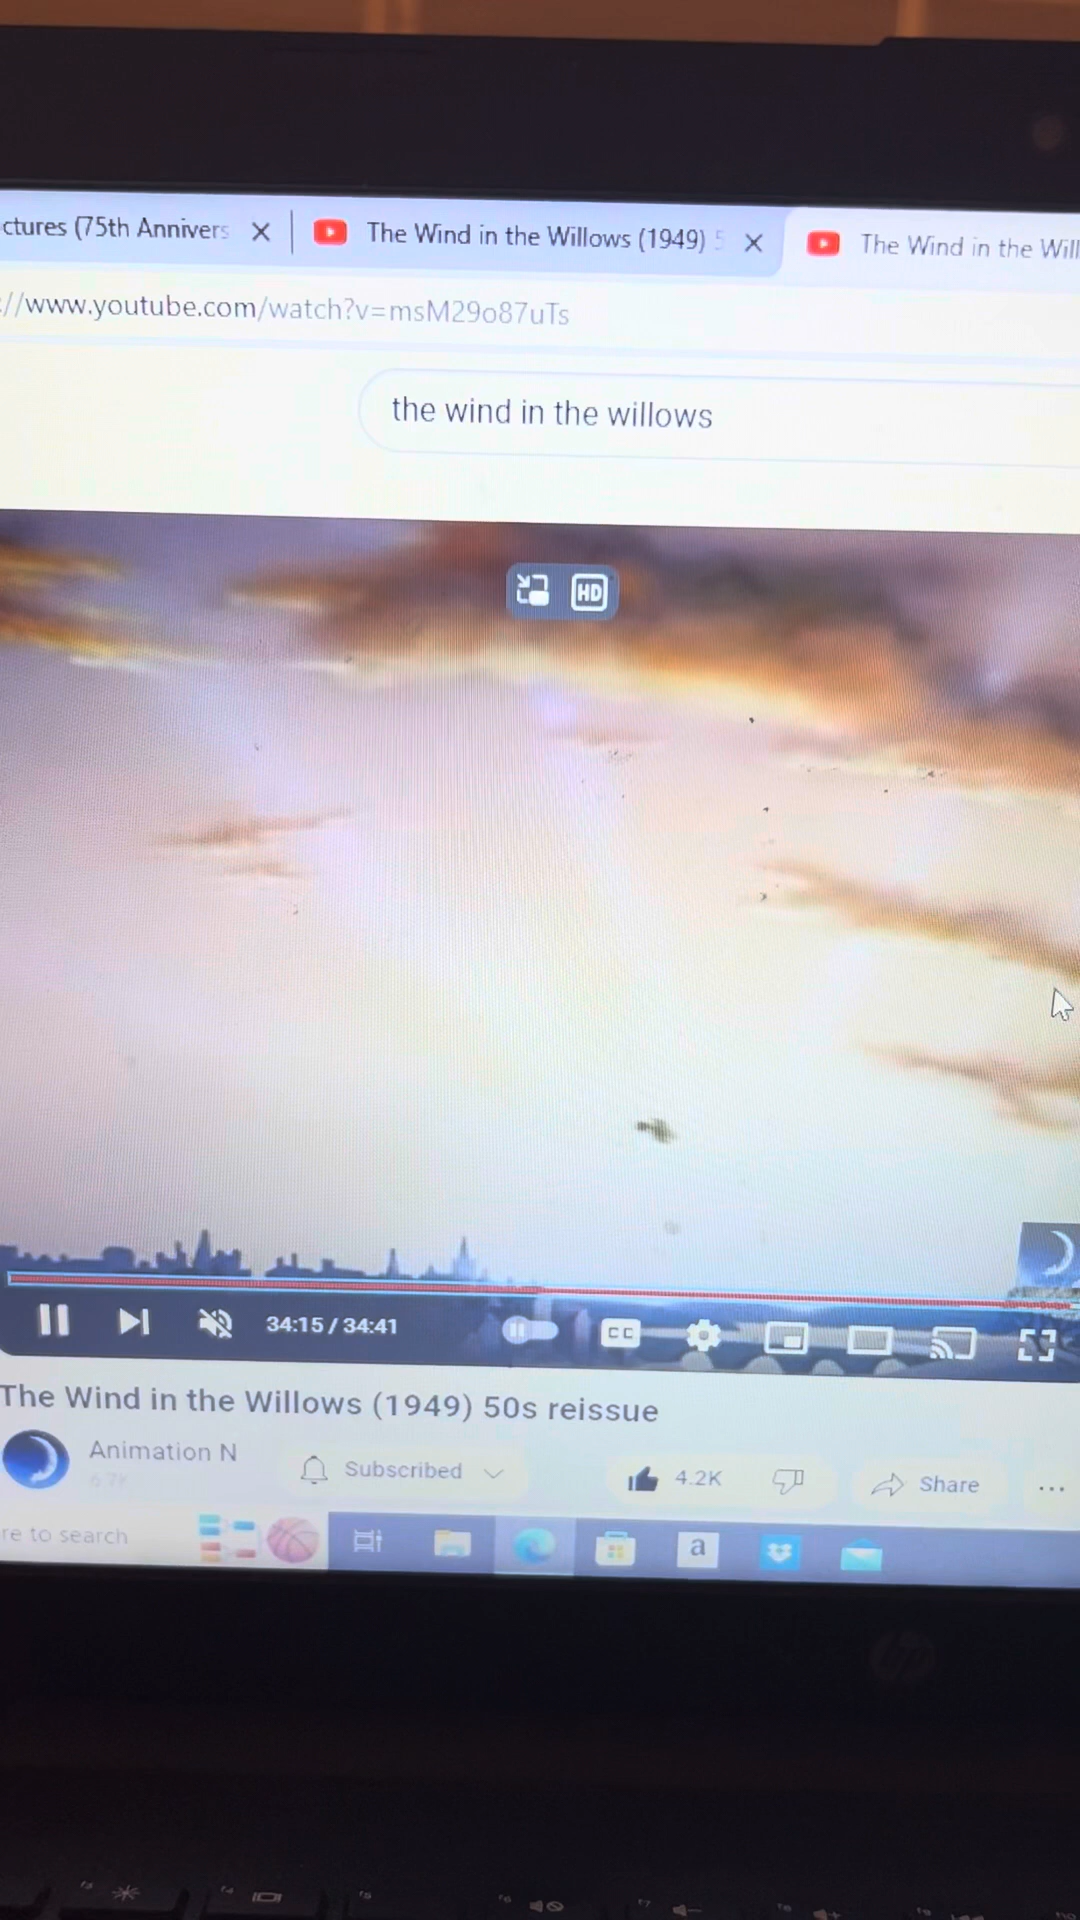 ctures (75th Annivers
The Wind in the Willows (1949) 5
The Wind in the Will
://www.youtube.com/watch?v=msM29o87uTs
the wind in the willows
HD
34:15 / 34:41
CC
The Wind in the Willows (1949) 50s reissue
Animation N
Subscribed
4.2K
Share
...
re to search
a
hp